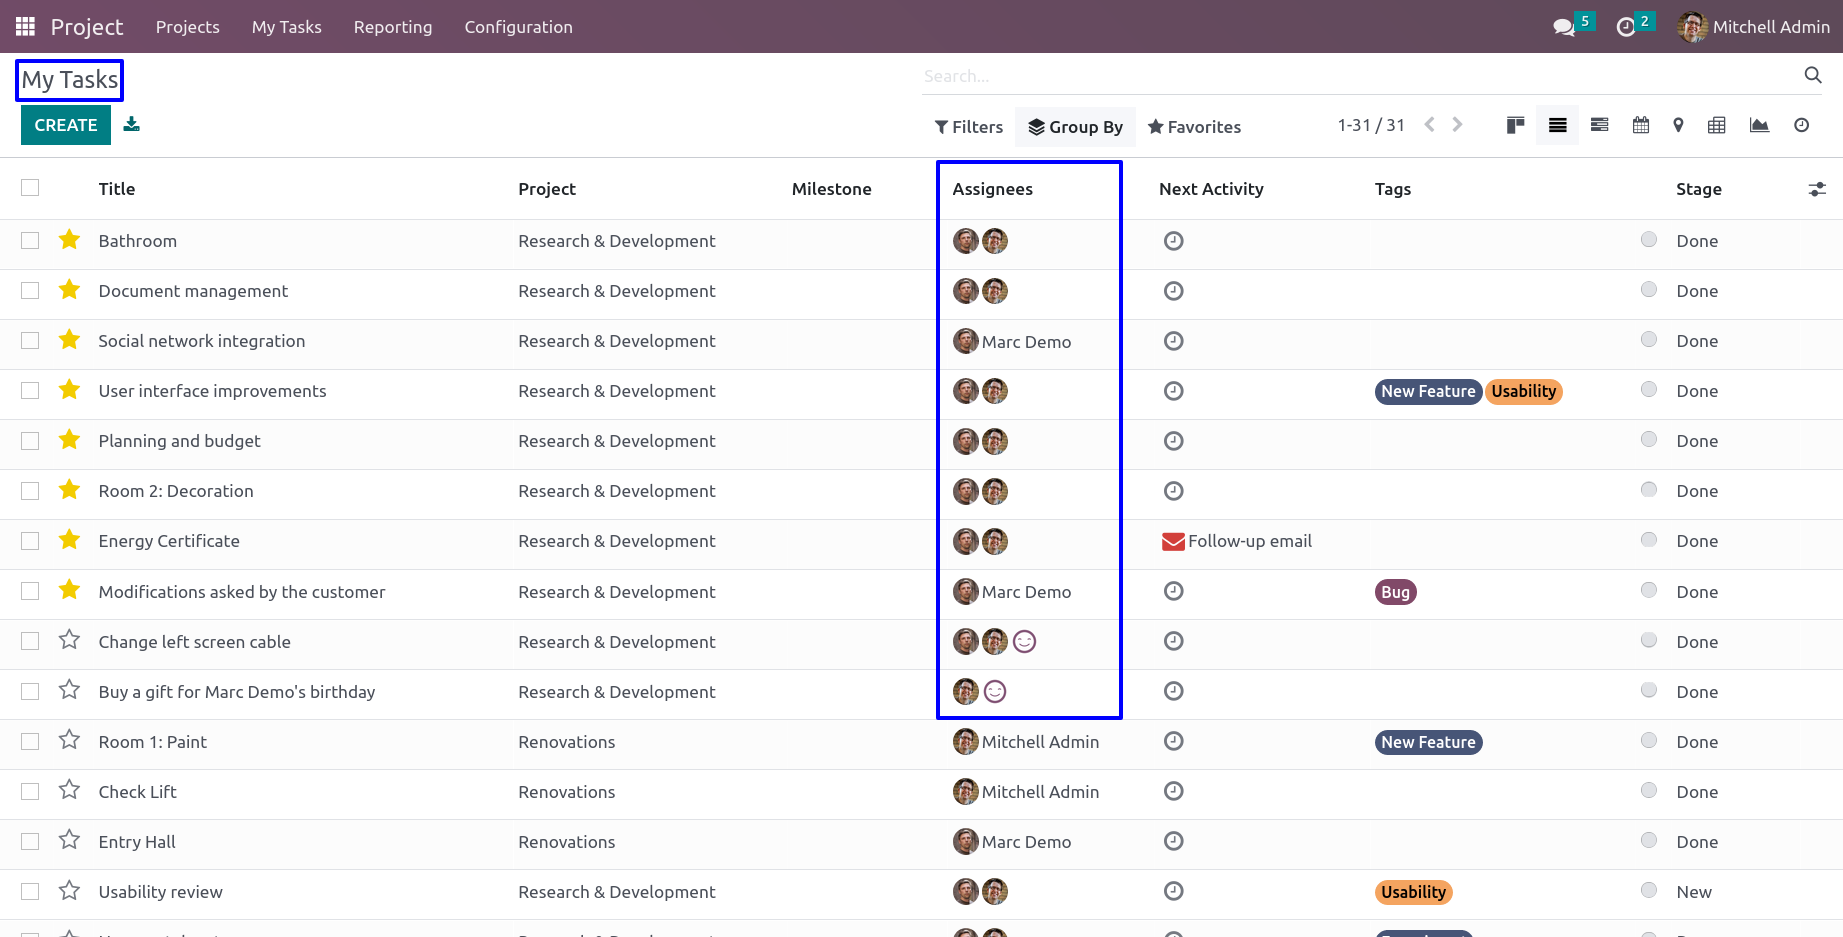 Project Projects My Tasks Reporting Configuration 5 2 Mitchell Admin
My Tasks Search...
CREATE Filters Group By Favorites 1-31 / 31
Title Project Milestone Assignees Next Activity Tags Stage
Bathroom Research & Development Done
Document management Research & Development Done
Social network integration Research & Development Marc Demo Done
User interface improvements Research & Development New Feature Usability Done
Planning and budget Research & Development Done
Room 2: Decoration Research & Development Done
Energy Certificate Research & Development Follow-up email Done
Modifications asked by the customer Research & Development Marc Demo Bug Done
Change left screen cable Research & Development Done
Buy a gift for Marc Demo's birthday Research & Development Done
Room 1: Paint Renovations Mitchell Admin New Feature Done
Check Lift Renovations Mitchell Admin Done
Entry Hall Renovations Marc Demo Done
Usability review Research & Development Usability New